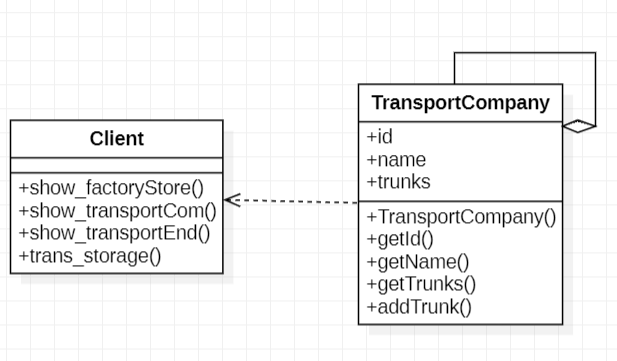 Client
+show_factoryStore()
+show_transportCom()
+show_transportEnd()
+trans_storage()
TransportCompany
+id
+name
+trunks
+TransportCompany()
+getId()
+getName()
+getTrunks()
+addTrunk()